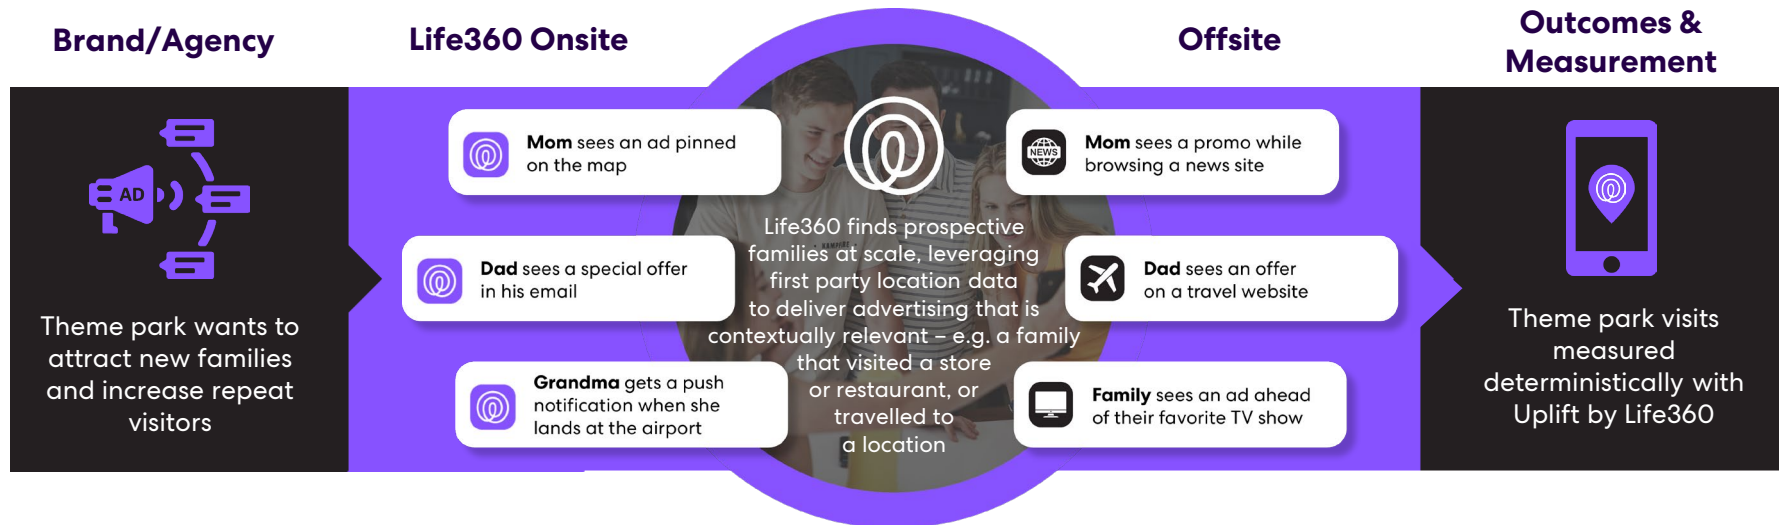 Brand/Agency
Life360 Onsite
Offsite
Outcomes &
Measurement
AD
Theme park wants to
attract new families
and increase repeat
visitors
Mom sees an ad pinned
on the map
Dad sees a special offer
in his email
Grandma gets a push
notification when she
lands at the airport
Life360 finds prospective
families at scale, leveraging
first party location data
to deliver advertising that is
contextually relevant – e.g. a family
that visited a store
or restaurant, or
travelled to
a location
NEWS
Mom sees a promo while
browsing a news site
Dad sees an offer
on a travel website
Family sees an ad ahead
of their favorite TV show
Theme park visits
measured
deterministically with
Uplift by Life360